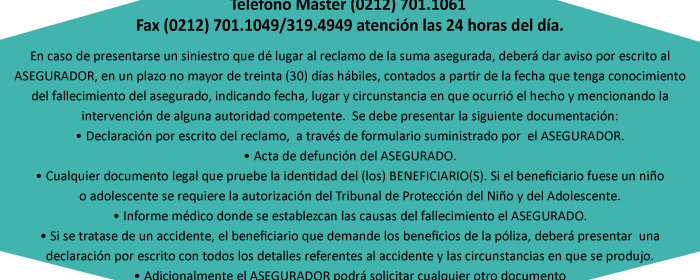 Teléfono Master (0212) 701.1061
Fax (0212) 701.1049/319.4949 atención las 24 horas del día.
En caso de presentarse un siniestro que dé lugar al reclamo de la suma asegurada, deberá dar aviso por escrito al
ASEGURADOR, en un plazo no mayor de treinta (30) días hábiles, contados a partir de la fecha que tenga conocimiento
del fallecimiento del asegurado, indicando fecha, lugar y circunstancia en que ocurrió el hecho y mencionando la
intervención de alguna autoridad competente. Se debe presentar la siguiente documentación:
• Declaración por escrito del reclamo, a través de formulario suministrado por el ASEGURADOR.
• Acta de defunción del ASEGURADO.
• Cualquier documento legal que pruebe la identidad del (los) BENEFICIARIO(S). Si el beneficiario fuese un niño
o adolescente se requiere la autorización del Tribunal de Protección del Niño y del Adolescente.
• Informe médico donde se establezcan las causas del fallecimiento el ASEGURADO.
• Si se tratase de un accidente, el beneficiario que demande los beneficios de la póliza, deberá presentar una
declaración por escrito con todos los detalles referentes al accidente y las circunstancias en que se produjo.
• Adicionalmente el ASEGURADOR podrá solicitar cualquier otro documento